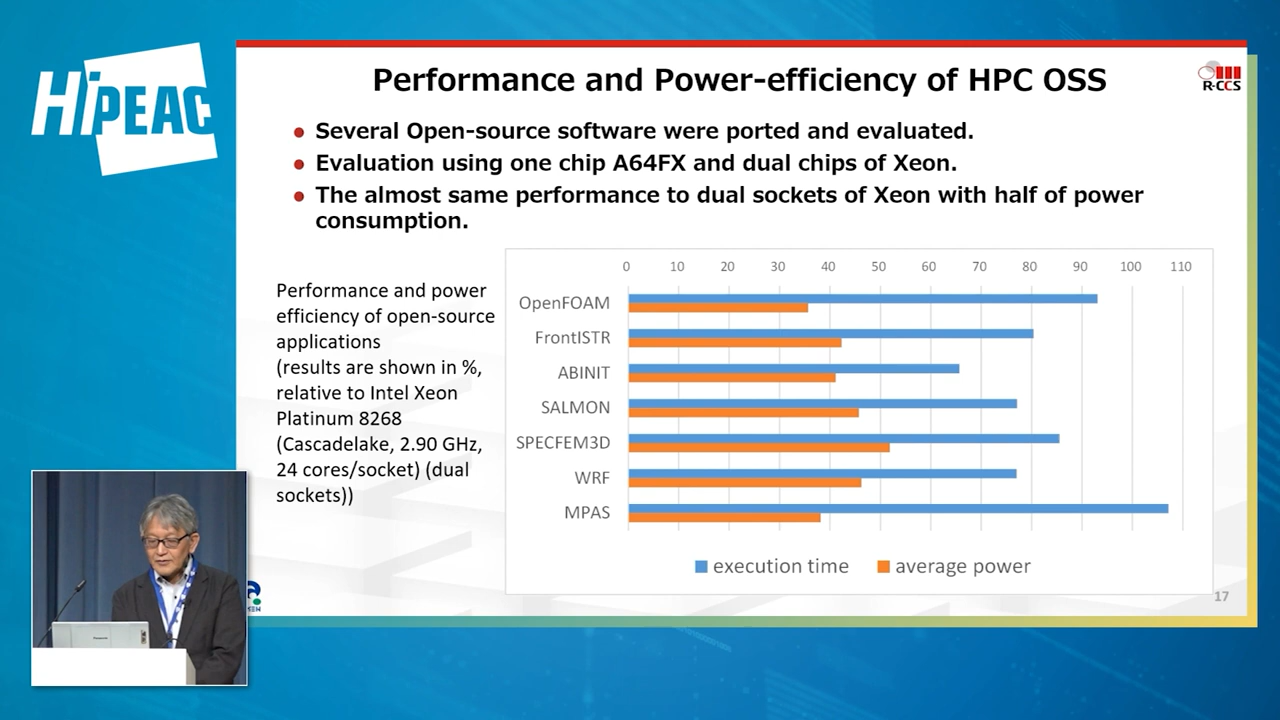 HiPEAC
Performance and Power-efficiency of HPC OSS
R-CCS
Several Open-source software were ported and evaluated.
Evaluation using one chip A64FX and dual chips of Xeon.
The almost same performance to dual sockets of Xeon with half of power
consumption.
Performance and power
efficiency of open-source
applications
(results are shown in %,
relative to Intel Xeon
Platinum 8268
(Cascadelake, 2.90 GHz,
24 cores/socket) (dual
sockets))
0 10 20 30 40 50 60 70 80 90 100 110
OpenFOAM
FrontISTR
ABINIT
SALMON
SPECFEM3D
WRF
MPAS
execution time average power
17